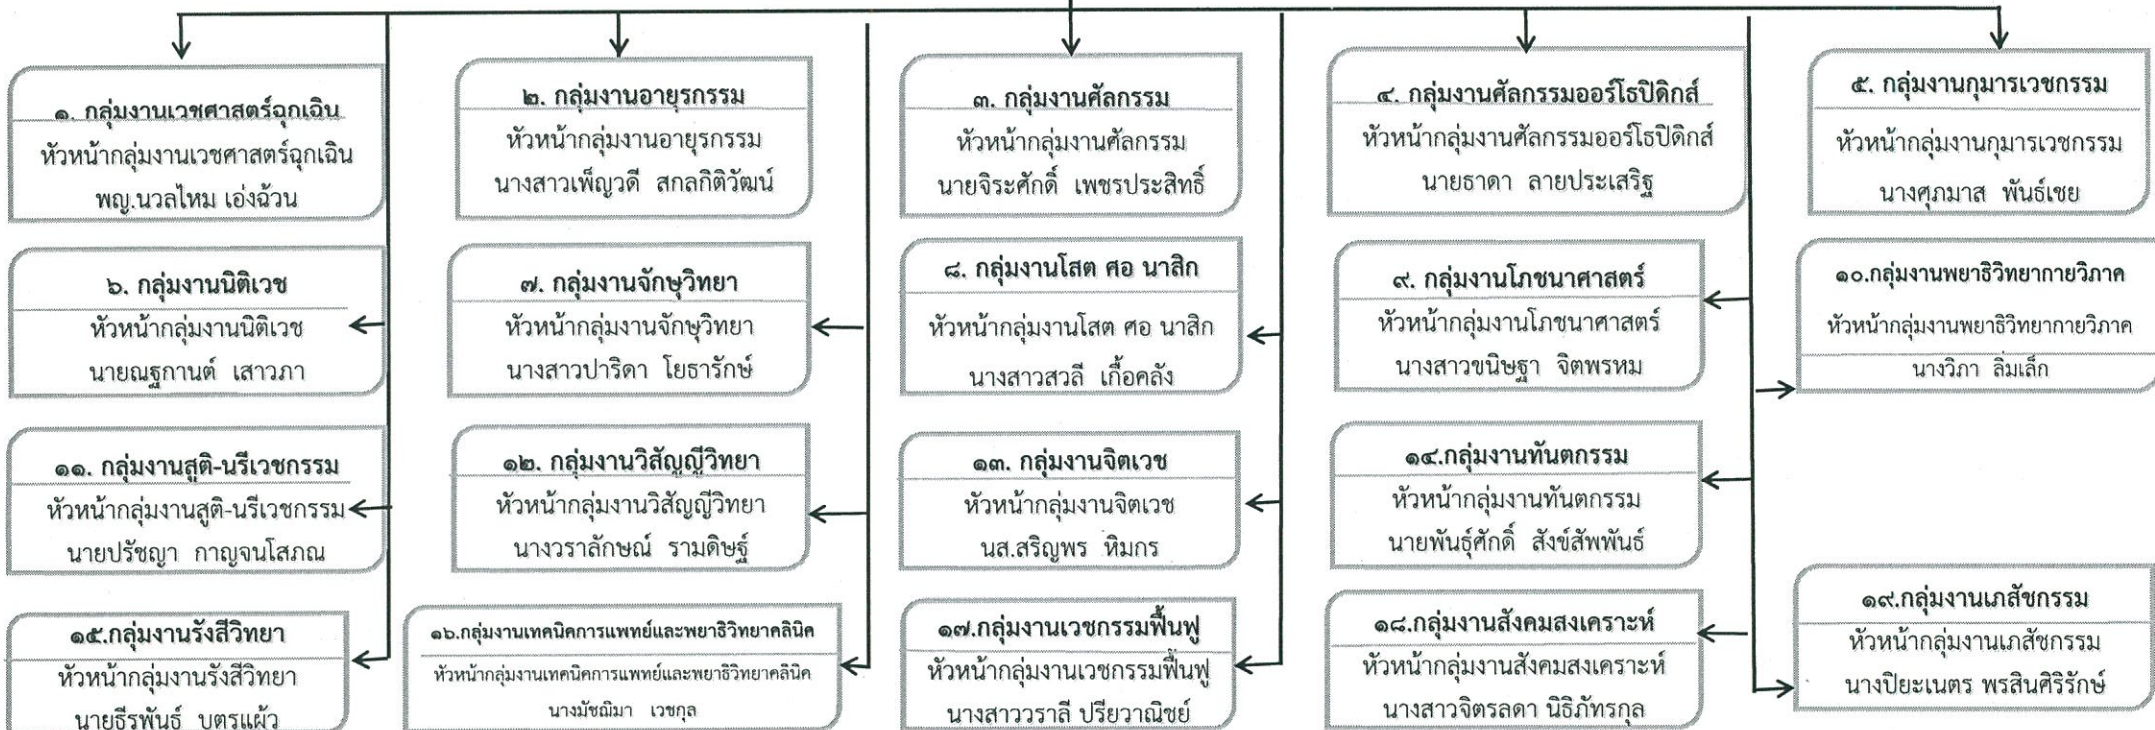 ๑. กลุ่มงานเวชศาสตร์ฉุกเฉิน
หัวหน้ากลุ่มงานเวชศาสตร์ฉุกเฉิน
พญ.นวลไหม เอ่งฉ้วน
๒. กลุ่มงานอายุรกรรม
หัวหน้ากลุ่มงานอายุรกรรม
นางสาวเพ็ญวดี สกลกิติวัฒน์
๓. กลุ่มงานศัลกรรม
หัวหน้ากลุ่มงานศัลกรรม
นายจิระศักดิ์ เพชรประสิทธิ์
๔. กลุ่มงานศัลกรรมออร์โธปิดิกส์
หัวหน้ากลุ่มงานศัลกรรมออร์โธปิดิกส์
นายธาดา ลายประเสริฐ
๕. กลุ่มงานกุมารเวชกรรม
หัวหน้ากลุ่มงานกุมารเวชกรรม
นางศุภมาส พันธ์เชย
๖. กลุ่มงานนิติเวช
หัวหน้ากลุ่มงานนิติเวช
นายณฐกานต์ เสาวภา
๗. กลุ่มงานจักษุวิทยา
หัวหน้ากลุ่มงานจักษุวิทยา
นางสาวปาริดา โยธารักษ์
๘. กลุ่มงานโสต ศอ นาสิก
หัวหน้ากลุ่มงานโสต ศอ นาสิก
นางสาวสวลี เกื้อคลัง
๙. กลุ่มงานโภชนาศาสตร์
หัวหน้ากลุ่มงานโภชนาศาสตร์
นางสาวขนิษฐา จิตพรหม
๑๐.กลุ่มงานพยาธิวิทยากายวิภาค
หัวหน้ากลุ่มงานพยาธิวิทยากายวิภาค
นางวิภา ลิ่มเล็ก
๑๑. กลุ่มงานสูติ-นรีเวชกรรม
หัวหน้ากลุ่มงานสูติ-นรีเวชกรรม
นายปรัชญา กาญจนโสภณ
๑๒. กลุ่มงานวิสัญญีวิทยา
หัวหน้ากลุ่มงานวิสัญญีวิทยา
นางวราลักษณ์ รามดิษฐ์
๑๓. กลุ่มงานจิตเวช
หัวหน้ากลุ่มงานจิตเวช
นส.สริญพร หิมกร
๑๔.กลุ่มงานทันตกรรม
หัวหน้ากลุ่มงานทันตกรรม
นายพันธุ์ศักดิ์ สังข์สัพพันธ์
๑๕.กลุ่มงานรังสีวิทยา
หัวหน้ากลุ่มงานรังสีวิทยา
นายธีรพันธ์ บตรแผ้ว
๑๖.กลุ่มงานเทคนิคการแพทย์และพยาธิวิทยาคลินิค
หัวหน้ากลุ่มงานเทคนิคการแพทย์และพยาธิวิทยาคลินิค
นางมัชฌิมา เวชกุล
๑๗.กลุ่มงานเวชกรรมฟื้นฟู
หัวหน้ากลุ่มงานเวชกรรมฟื้นฟู
นางสาววราลี ปรียวาณิชย์
๑๘.กลุ่มงานสังคมสงเคราะห์
หัวหน้ากลุ่มงานสังคมสงเคราะห์
นางสาวจิตรลดา นิธิภัทรกุล
๑๙.กลุ่มงานเภสัชกรรม
หัวหน้ากลุ่มงานเภสัชกรรม
นางปิยะเนตร พรสินศิริรักษ์